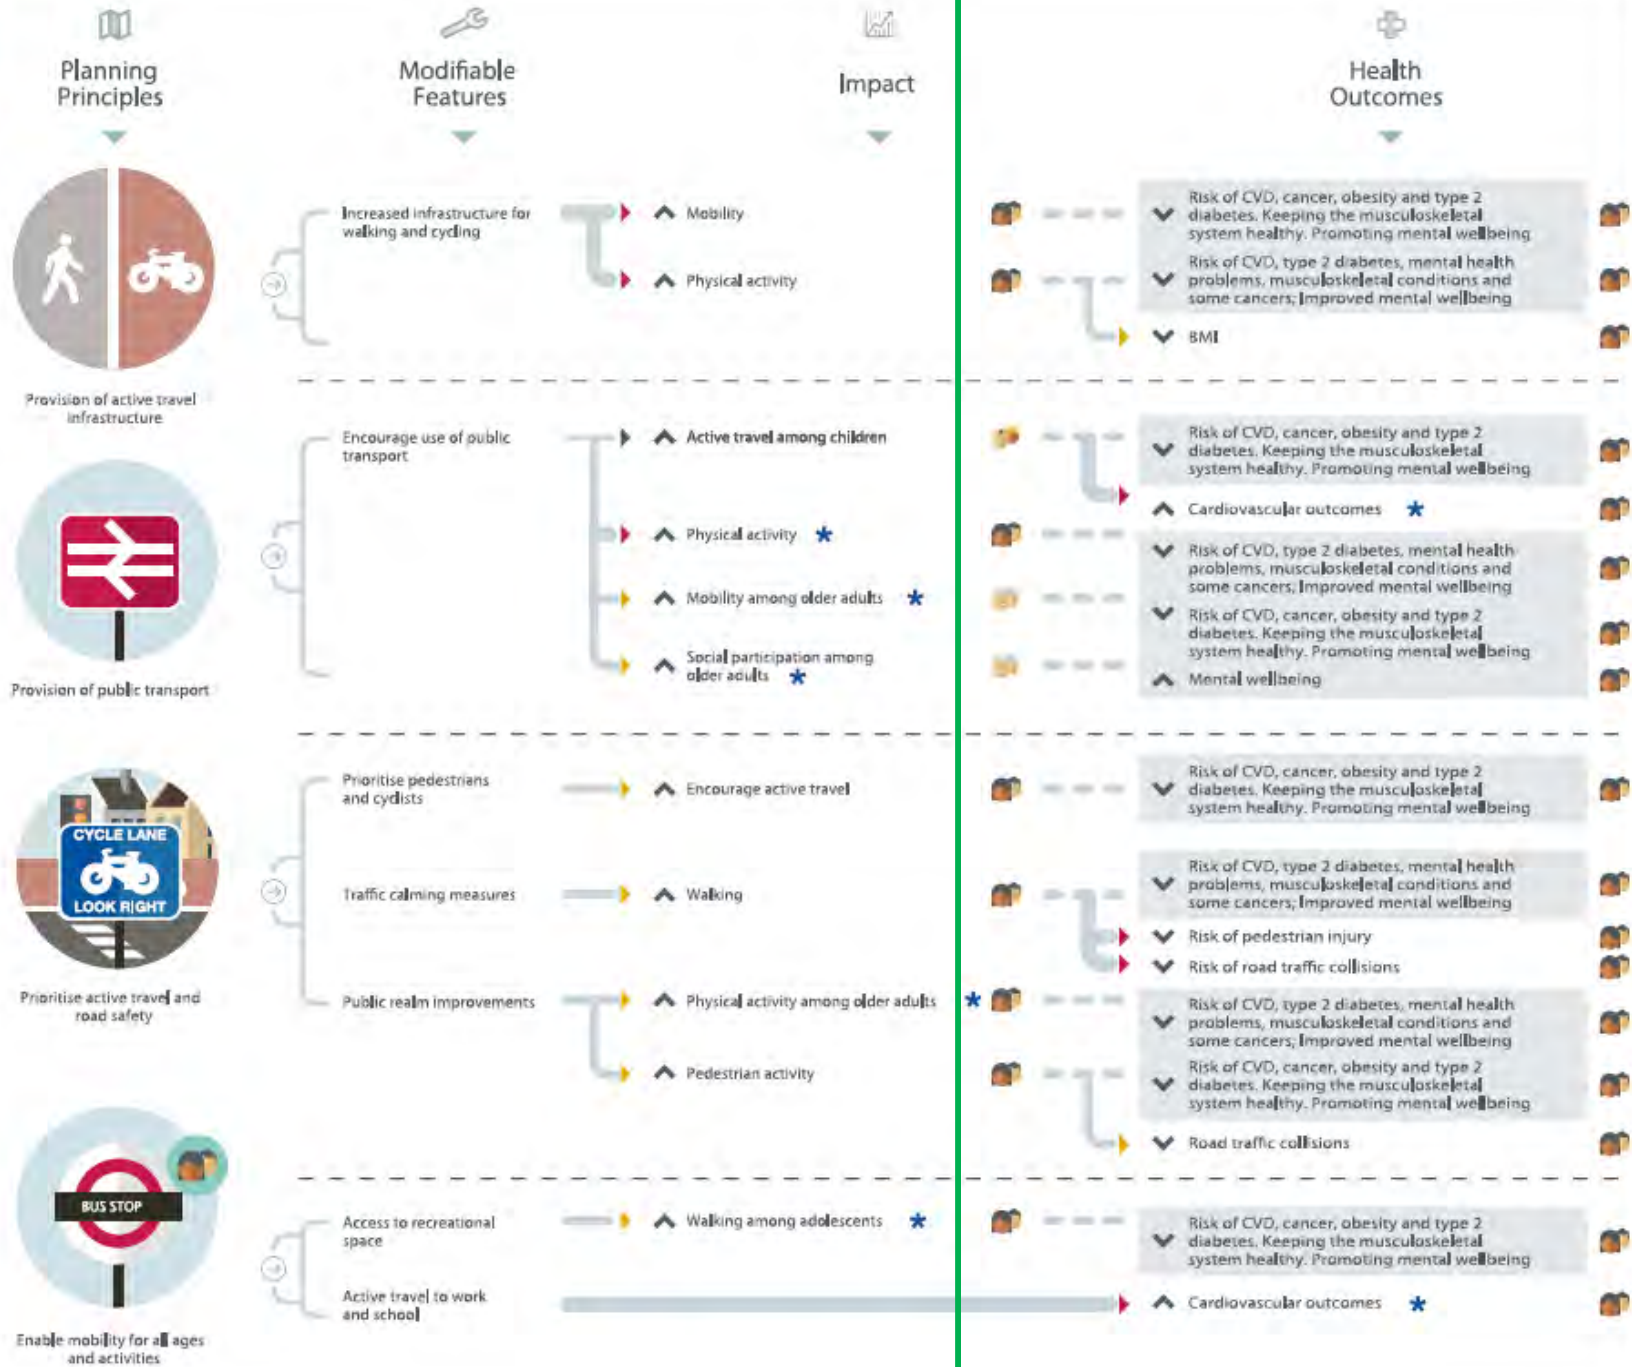 Planning
Principles
Modifiable
Features
Impact
Health
Outcomes
Provision of active travel
infrastructure
Increased infrastructure for
walking and cycling
Mobility
Physical activity
Risk of CVD, cancer, obesity and type 2
diabetes. Keeping the musculoskeletal
system healthy. Promoting mental wellbeing
Risk of CVD, type 2 diabetes, mental health
problems, musculoskeletal conditions and
some cancers; Improved mental wellbeing
BMI
Provision of public transport
Encourage use of public
transport
Active travel among children
Physical activity *
Mobility among older adults *
Social participation among
older adults *
Risk of CVD, cancer, obesity and type 2
diabetes. Keeping the musculoskeletal
system healthy. Promoting mental wellbeing
Cardiovascular outcomes *
Risk of CVD, type 2 diabetes, mental health
problems, musculoskeletal conditions and
some cancers; Improved mental wellbeing
Risk of CVD, cancer, obesity and type 2
diabetes. Keeping the musculoskeletal
system healthy. Promoting mental wellbeing
Mental wellbeing
CYCLE LANE
LOOK RIGHT
Prioritise active travel and
road safety
Prioritise pedestrians
and cyclists
Encourage active travel
Risk of CVD, cancer, obesity and type 2
diabetes. Keeping the musculoskeletal
system healthy. Promoting mental wellbeing
Traffic calming measures
Walking
Risk of CVD, type 2 diabetes, mental health
problems, musculoskeletal conditions and
some cancers; Improved mental wellbeing
Risk of pedestrian injury
Risk of road traffic collisions
Public realm improvements
Physical activity among older adults *
Pedestrian activity
Risk of CVD, type 2 diabetes, mental health
problems, musculoskeletal conditions and
some cancers; Improved mental wellbeing
Risk of CVD, cancer, obesity and type 2
diabetes. Keeping the musculoskeletal
system healthy. Promoting mental wellbeing
Road traffic collisions
BUS STOP
Enable mobility for all ages
and activities
Access to recreational
space
Walking among adolescents *
Risk of CVD, cancer, obesity and type 2
diabetes. Keeping the musculoskeletal
system healthy. Promoting mental wellbeing
Active travel to work
and school
Cardiovascular outcomes *